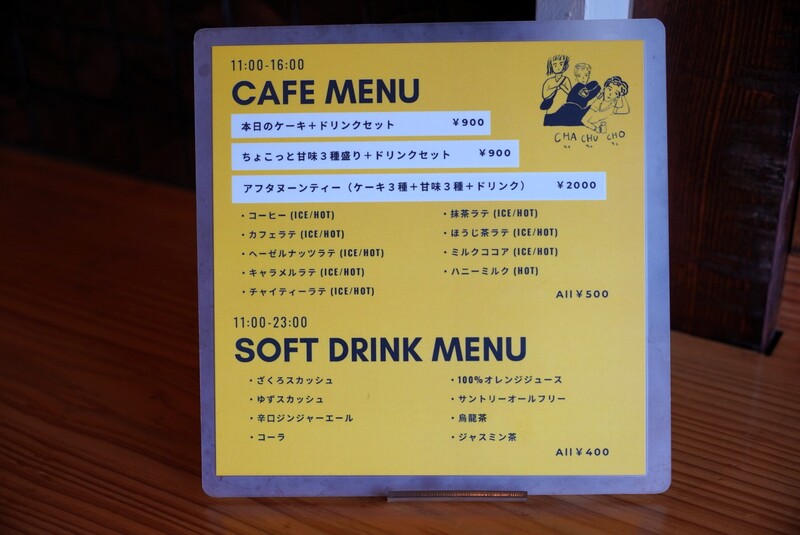 11:00-16:00
CAFE MENU
本日のケーキ＋ドリンクセット ￥900
ちょこっと甘味３種盛り＋ドリンクセット ￥900
アフタヌーンティー（ケーキ３種＋甘味３種＋ドリンク） ￥2000
・コーヒー (ICE/HOT)
・カフェラテ (ICE/HOT)
・ヘーゼルナッツラテ (ICE/HOT)
・キャラメルラテ (ICE/HOT)
・チャイティーラテ (ICE/HOT)
・抹茶ラテ (ICE/HOT)
・ほうじ茶ラテ (ICE/HOT)
・ミルクココア (ICE/HOT)
・ハニーミルク (HOT)
All￥500
CHA CHU CHO
11:00-23:00
SOFT DRINK MENU
・ざくろスカッシュ
・ゆずスカッシュ
・辛口ジンジャーエール
・コーラ
・100%オレンジジュース
・サントリーオールフリー
・烏龍茶
・ジャスミン茶
All￥400